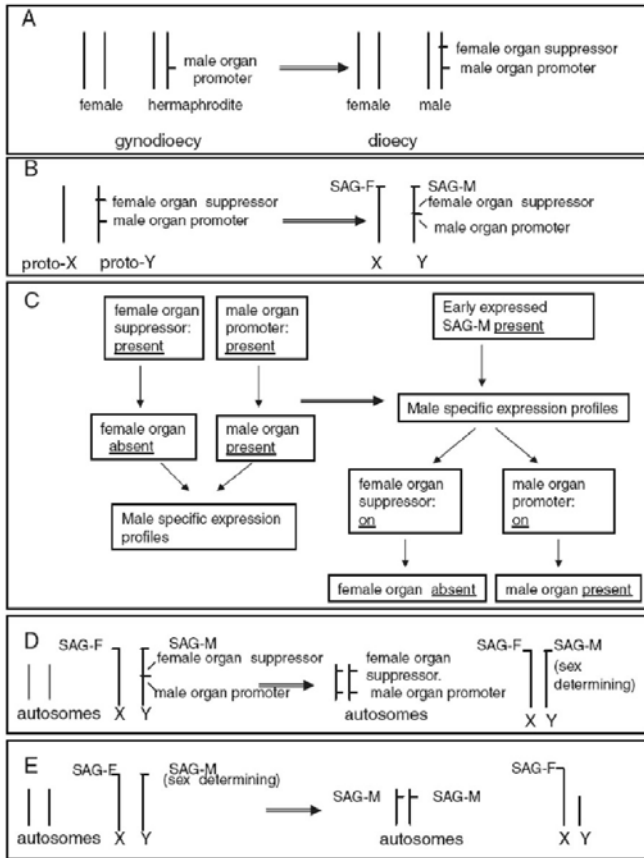 A
male organ
promoter
female organ suppressor
male organ promoter
female
hermaphrodite
female
male
gynodioecy
dioecy
B
female organ suppressor
male organ promoter
SAG-F
SAG-M
female organ suppressor
male organ promoter
proto-X
proto-Y
X
Y
C
female organ
suppressor:
present
male organ
promoter:
present
Early expressed
SAG-M present
female organ
absent
male organ
present
Male specific expression profiles
Male specific expression
profiles
female organ
suppressor:
on
male organ
promoter:
on
female organ absent
male organ present
D
SAG-F
SAG-M
female organ suppressor
male organ promoter
autosomes
X
Y
female organ
suppressor.
male organ promoter
autosomes
SAG-F
SAG-M
(sex
determining)
X
Y
E
SAG-F
SAG-M
(sex determining)
autosomes
X
Y
SAG-M
SAG-M
autosomes
SAG-F
X
Y